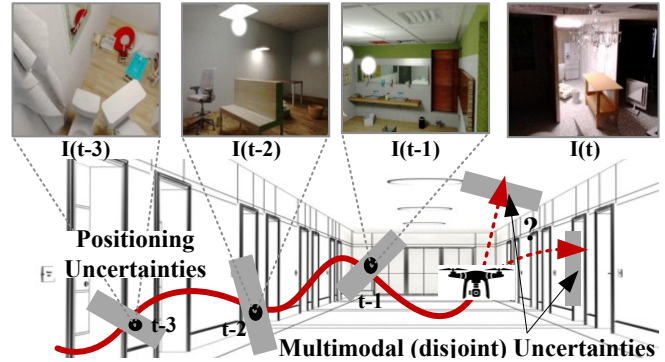 I(t-3)
I(t-2)
I(t-1)
I(t)
Positioning
Uncertainties
?
t-3
t-2
t-1
Multimodal (disjoint) Uncertainties